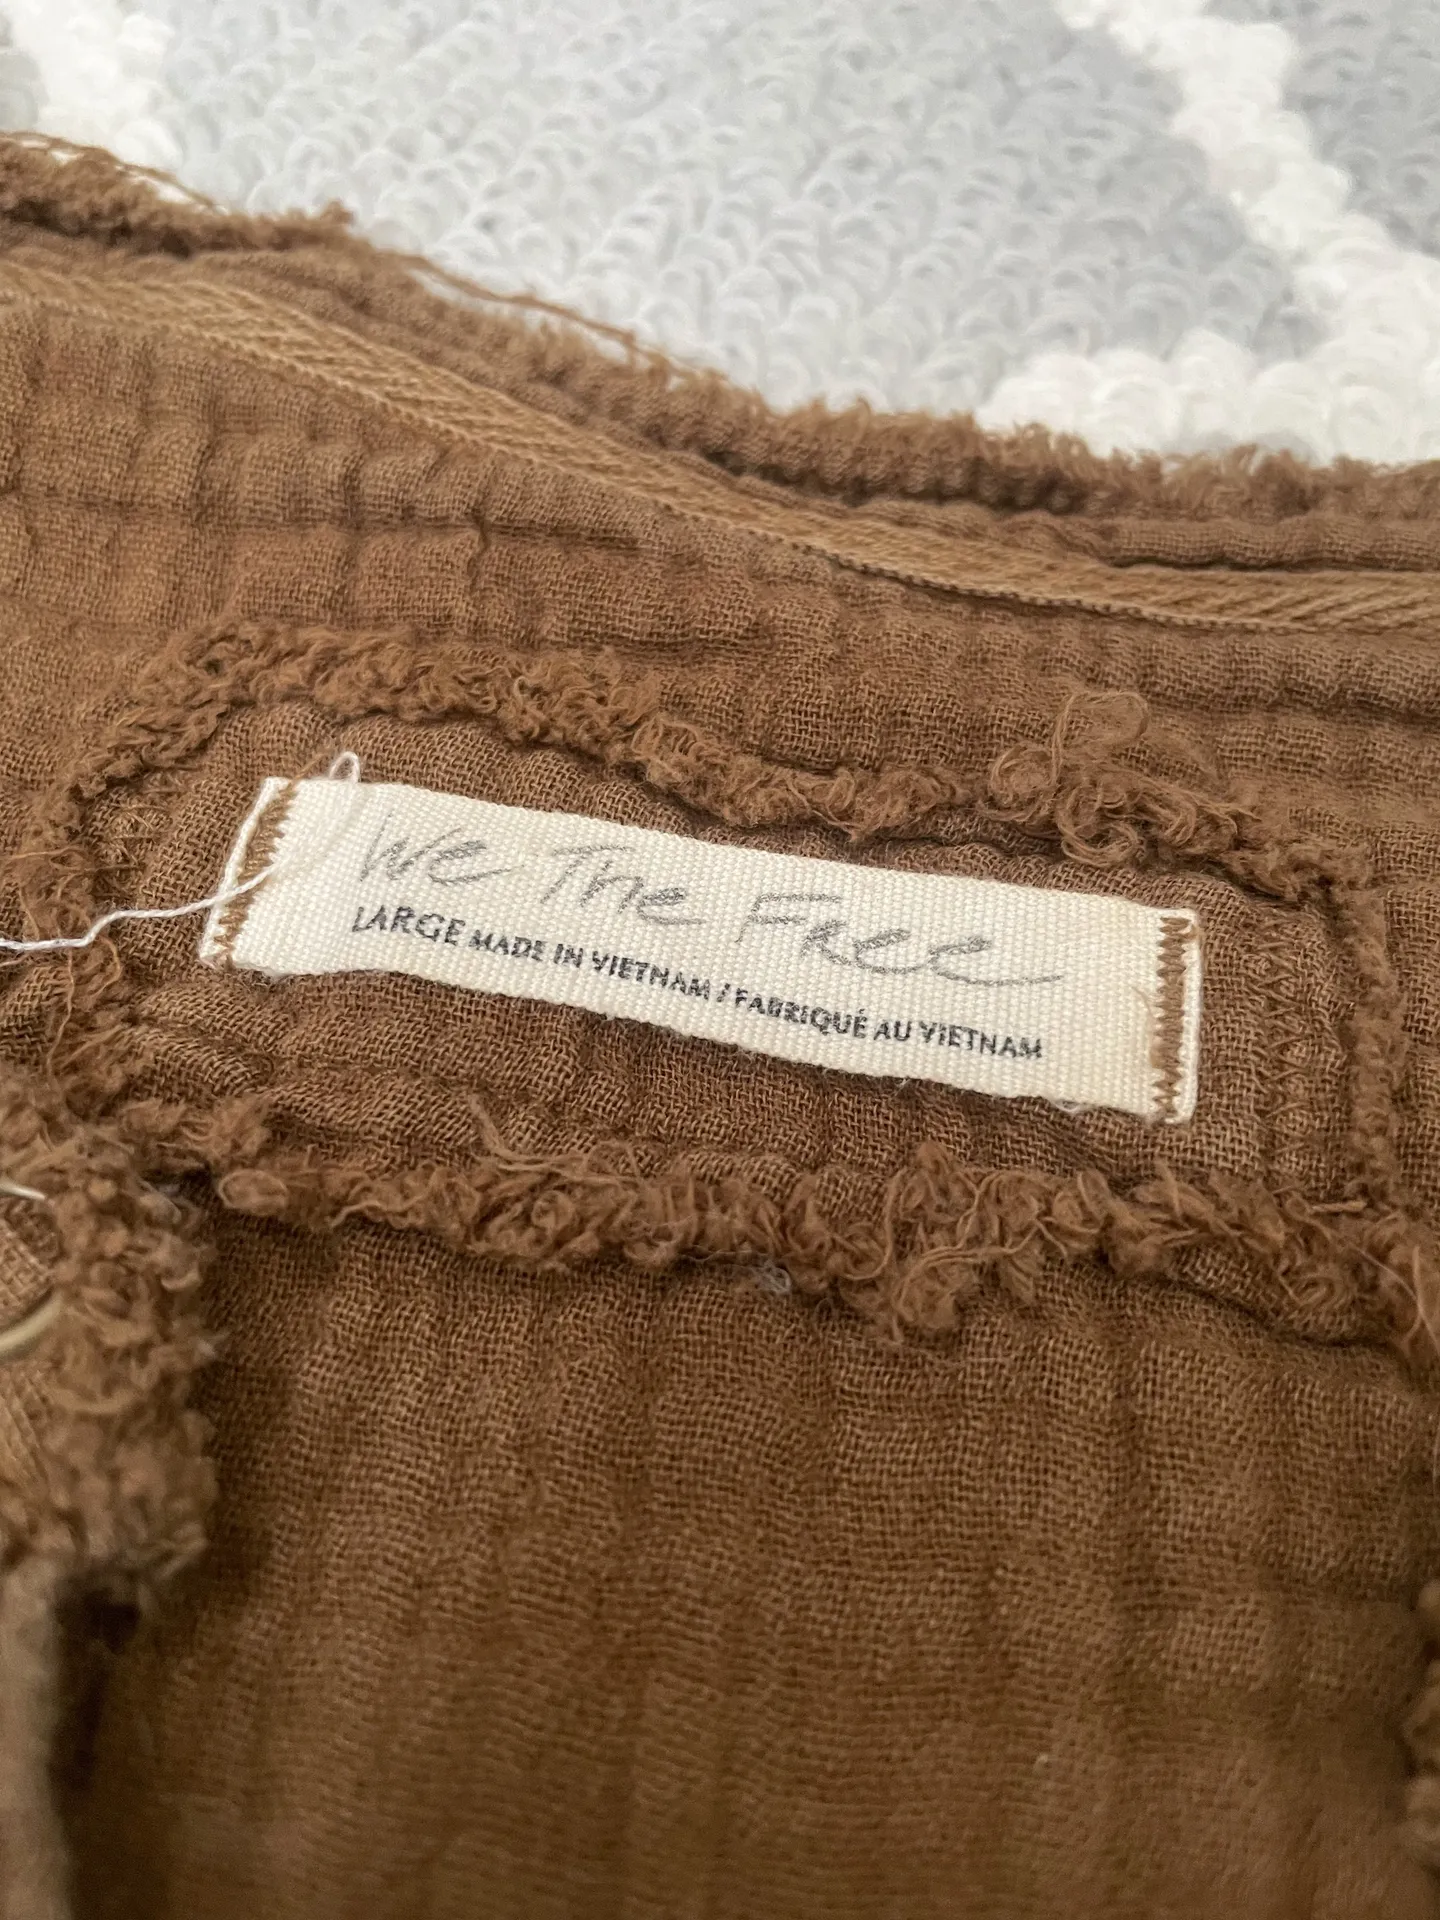 We The Free
LARGE MADE IN VIETNAM / FABRIQUÉ AU VIETNAM